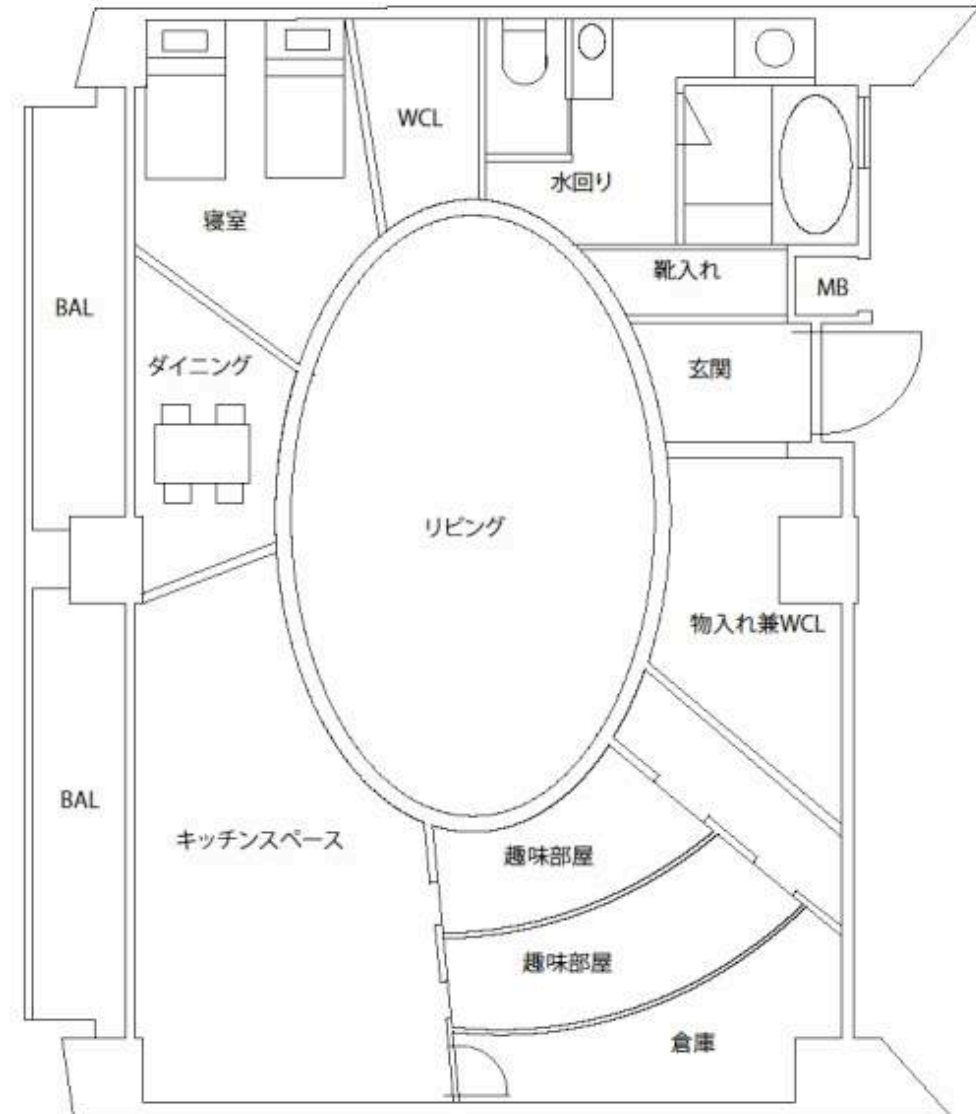 WCL
水回り
寝室
靴入れ
MB
BAL
ダイニング
玄関
リビング
物入れ兼WCL
BAL
キッチンスペース
趣味部屋
趣味部屋
倉庫